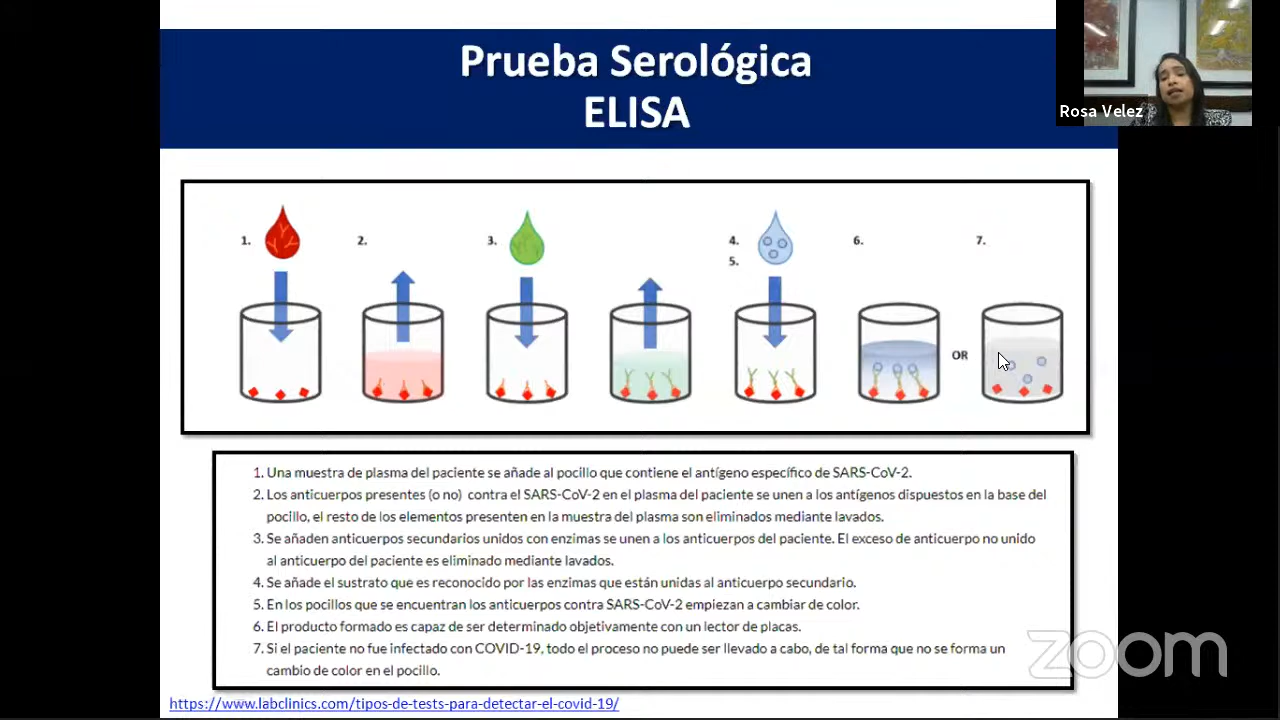 Prueba Serológica
ELISA
Rosa Velez
1.
2.
3.
4.
5.
6.
7.
OR
1. Una muestra de plasma del paciente se añade al pocillo que contiene el antígeno específico de SARS-CoV-2.
2. Los anticuerpos presentes (o no) contra el SARS-CoV-2 en el plasma del paciente se unen a los antígenos dispuestos en la base del
pocillo, el resto de los elementos presenten en la muestra del plasma son eliminados mediante lavados.
3. Se añaden anticuerpos secundarios unidos con enzimas se unen a los anticuerpos del paciente. El exceso de anticuerpo no unido
al anticuerpo del paciente es eliminado mediante lavados.
4. Se añade el sustrato que es reconocido por las enzimas que están unidas al anticuerpo secundario.
5. En los pocillos que se encuentran los anticuerpos contra SARS-CoV-2 empiezan a cambiar de color.
6. El producto formado es capaz de ser determinado objetivamente con un lector de placas.
7. Si el paciente no fue infectado con COVID-19, todo el proceso no puede ser llevado a cabo, de tal forma que no se forma un
cambio de color en el pocillo.
zoom
https://www.labclinics.com/tipos-de-tests-para-detectar-el-covid-19/